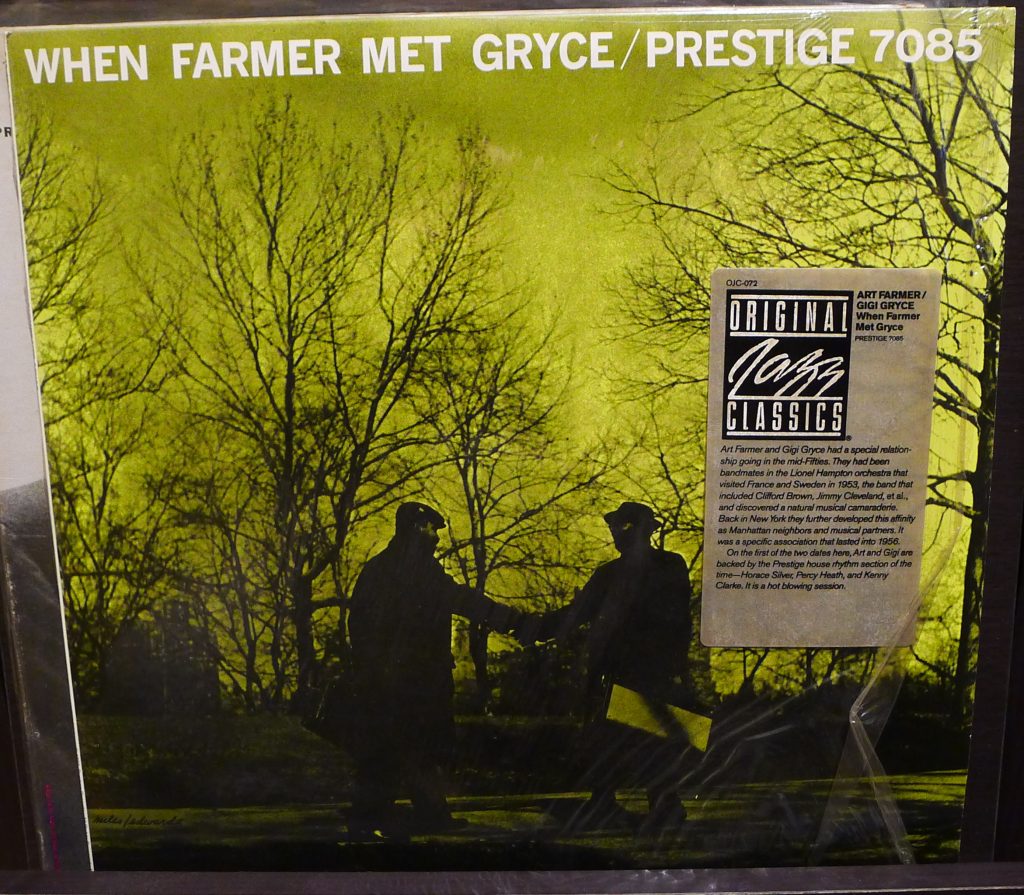 WHEN FARMER MET GRYCE/PRESTIGE 7085
PR
OJC-072
ORIGINAL
Jazz
CLASSICS
®
ART FARMER/
GIGI GRYCE
When Farmer
Met Gryce
PRESTIGE 7085
Art Farmer and Gigi Gryce had a special relation-
ship going in the mid-Fifties. They had been
bandmates in the Lionel Hampton orchestra that
visited France and Sweden in 1953, the band that
included Clifford Brown, Jimmy Cleveland, et al.,
and discovered a natural musical camaraderie.
Back in New York they further developed this affinity
as Manhattan neighbors and musical partners. It
was a specific association that lasted into 1956.
On the first of the two dates here, Art and Gigi are
backed by the Prestige house rhythm section of the
time—Horace Silver, Percy Heath, and Kenny
Clarke. It is a hot blowing session.
miles/edwards